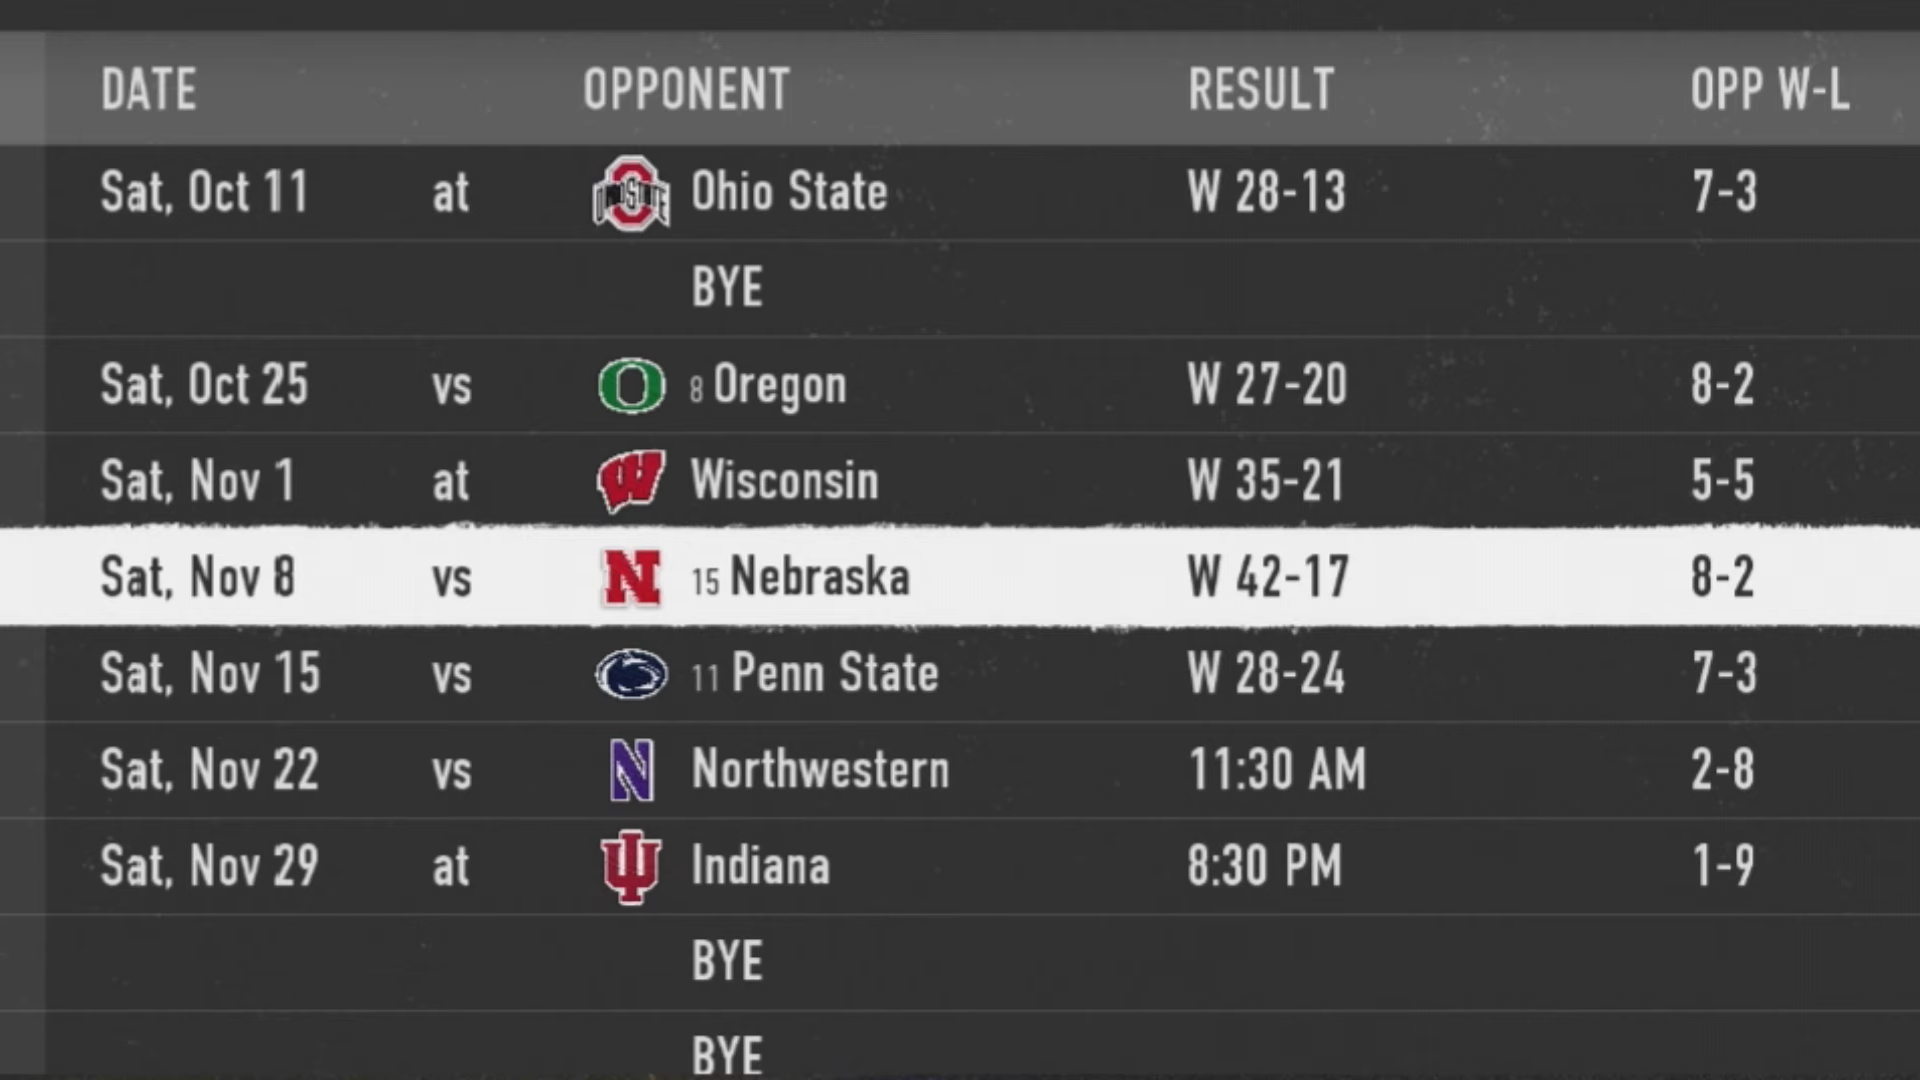 DATE OPPONENT RESULT OPP W-L
Sat, Oct 11 at Ohio State W 28-13 7-3
BYE
Sat, Oct 25 vs 8 Oregon W 27-20 8-2
Sat, Nov 1 at Wisconsin W 35-21 5-5
Sat, Nov 8 vs 15 Nebraska W 42-17 8-2
Sat, Nov 15 vs 11 Penn State W 28-24 7-3
Sat, Nov 22 vs Northwestern 11:30 AM 2-8
Sat, Nov 29 at Indiana 8:30 PM 1-9
BYE
BYE